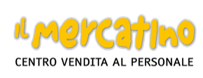 il mercatino
CENTRO VENDITA AL PERSONALE